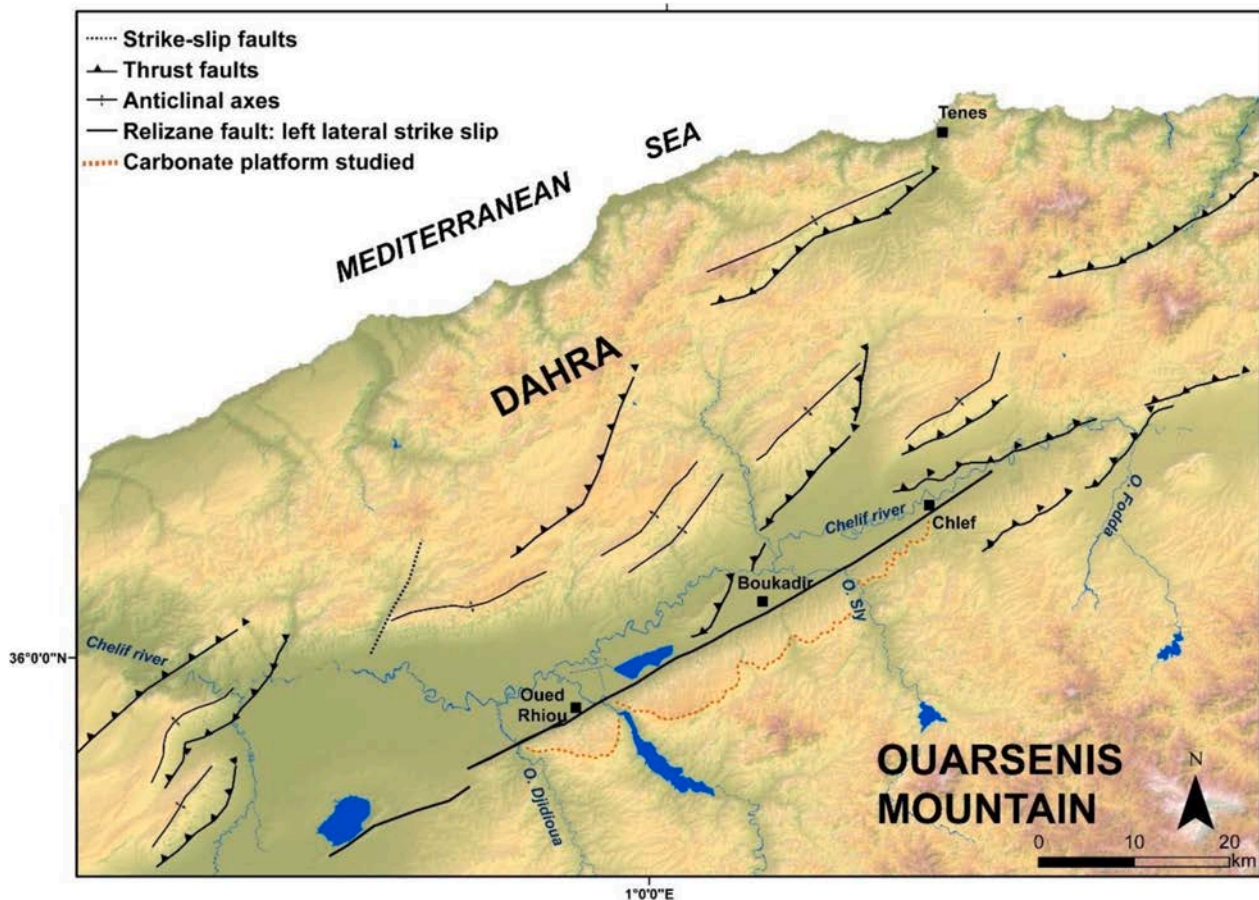 Strike-slip faults
Thrust faults
Anticlinal axes
Relizane fault: left lateral strike slip
Carbonate platform studied
Tenes
MEDITERRANEAN SEA
DAHRA
Chelif river
Chlef
O. Fodda
Boukadir
O. Sly
Chelif river
36°0'0"N
Oued
Rhiou
O. Djidioua
OUARSENIS
MOUNTAIN
N
0 10 20
km
1°0'0"E